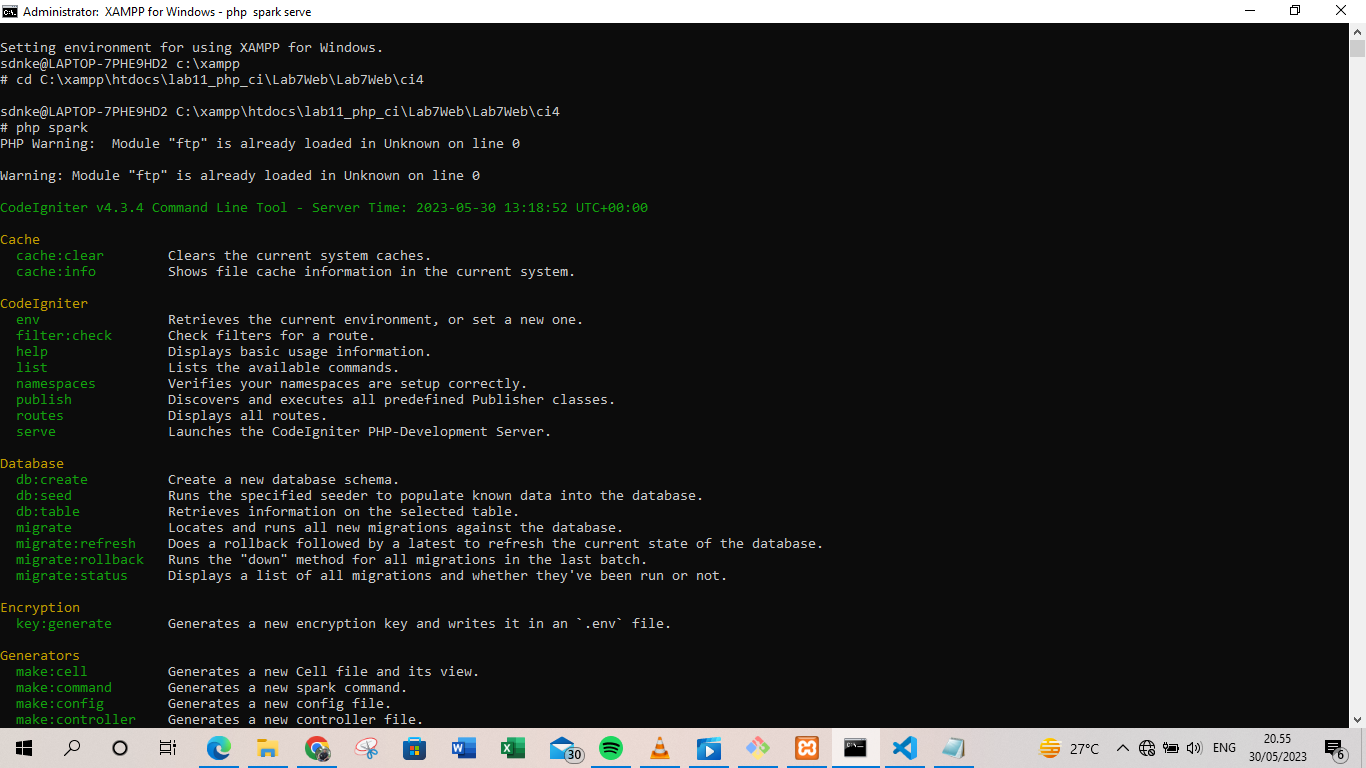 Administrator: XAMPP for Windows - php spark serve
Setting environment for using XAMPP for Windows.
sdnke@LAPTOP-7PHE9HD2 c:\xampp
# cd C:\xampp\htdocs\lab11_php_ci\Lab7Web\Lab7Web\ci4
sdnke@LAPTOP-7PHE9HD2 C:\xampp\htdocs\lab11_php_ci\Lab7Web\Lab7Web\ci4
# php spark
PHP Warning:  Module "ftp" is already loaded in Unknown on line 0
Warning: Module "ftp" is already loaded in Unknown on line 0
CodeIgniter v4.3.4 Command Line Tool - Server Time: 2023-05-30 13:18:52 UTC+00:00
Cache
cache:clear Clears the current system caches.
cache:info Shows file cache information in the current system.
CodeIgniter
env Retrieves the current environment, or set a new one.
filter:check Check filters for a route.
help Displays basic usage information.
list Lists the available commands.
namespaces Verifies your namespaces are setup correctly.
publish Discovers and executes all predefined Publisher classes.
routes Displays all routes.
serve Launches the CodeIgniter PHP-Development Server.
Database
db:create Create a new database schema.
db:seed Runs the specified seeder to populate known data into the database.
db:table Retrieves information on the selected table.
migrate Locates and runs all new migrations against the database.
migrate:refresh Does a rollback followed by a latest to refresh the current state of the database.
migrate:rollback Runs the "down" method for all migrations in the last batch.
migrate:status Displays a list of all migrations and whether they've been run or not.
Encryption
key:generate Generates a new encryption key and writes it in an `.env` file.
Generators
make:cell Generates a new Cell file and its view.
make:command Generates a new spark command.
make:config Generates a new config file.
make:controller Generates a new controller file.
30
27°C
ENG
20.55
30/05/2023
6